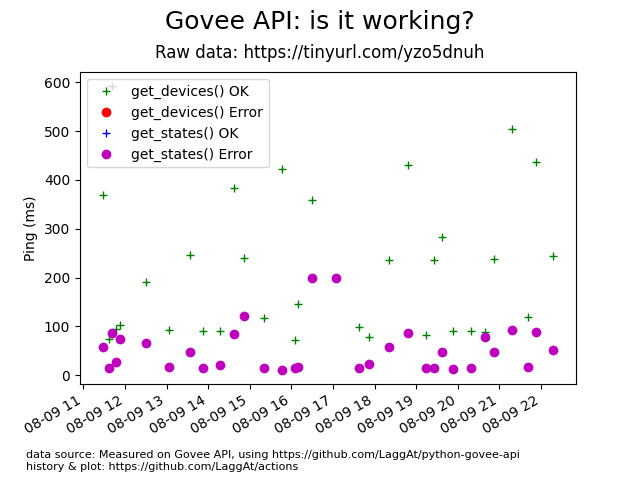 Govee API: is it working?
Raw data: https://tinyurl.com/yzo5dnuh
600
500
400
300
200
100
0
Ping (ms)
get_devices() OK
get_devices() Error
get_states() OK
get_states() Error
08-09 11
08-09 12
08-09 13
08-09 14
08-09 15
08-09 16
08-09 17
08-09 18
08-09 19
08-09 20
08-09 21
08-09 22
data source: Measured on Govee API, using https://github.com/LaggAt/python-govee-api
history & plot: https://github.com/LaggAt/actions